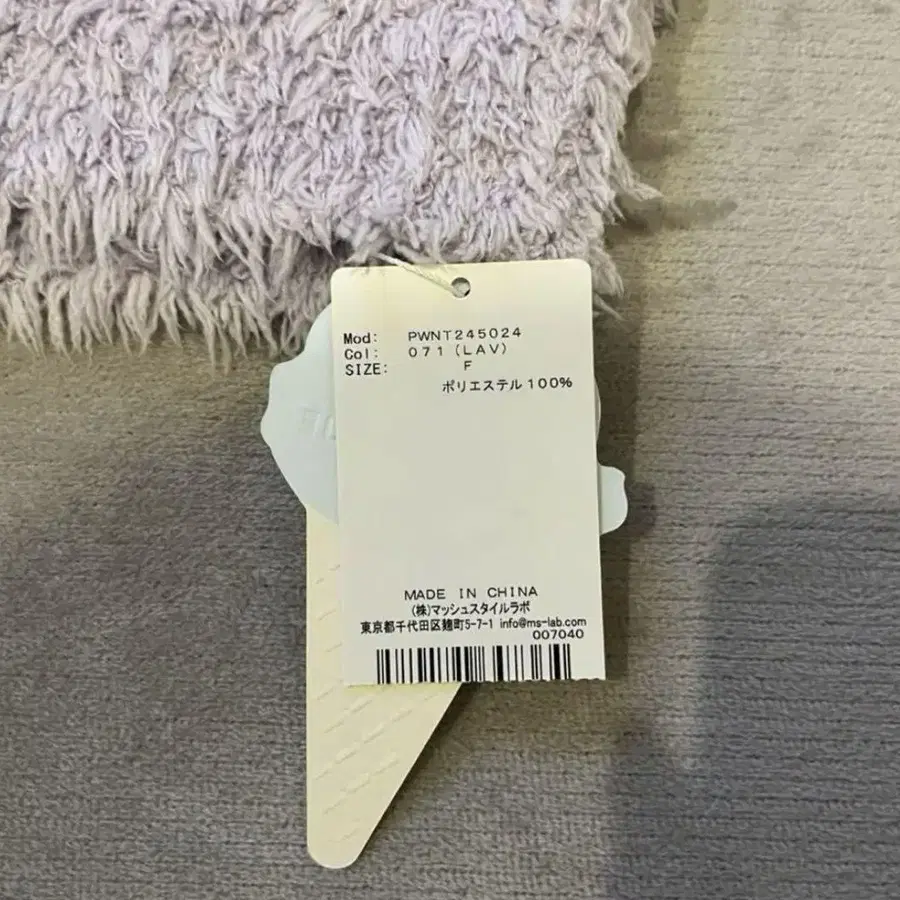 Mod: PWNT245024
Col: 071(LAV)
SIZE: F
ポリエステル100%
MADE IN CHINA
(株)マッシュスタイルラボ
東京都千代田区麹町5-7-1 info@ms-lab.com
007040